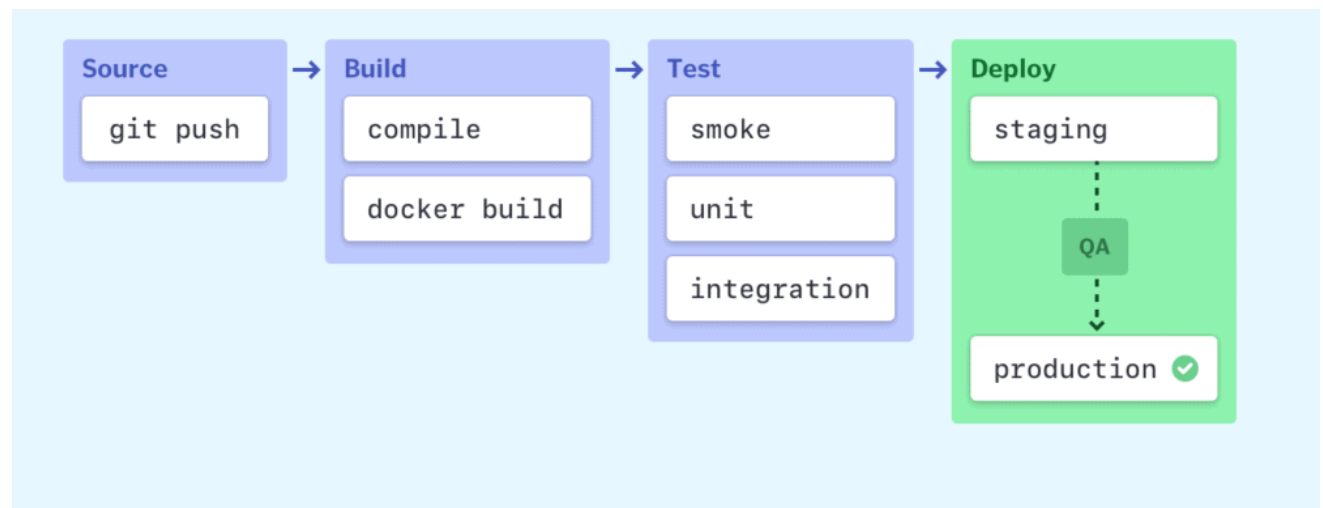 Source
git push
Build
compile
docker build
Test
smoke
unit
integration
Deploy
staging
QA
production